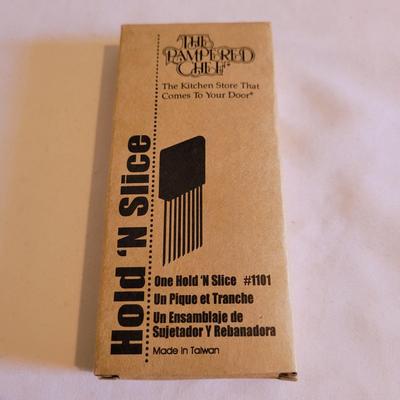 THE
PAMPERED
CHEF®
The Kitchen Store That
Comes To Your Door®
Hold 'N Slice
One Hold 'N Slice #1101
Un Pique et Tranche
Un Ensamblaje de
Sujetador Y Rebanadora
Made in Taiwan